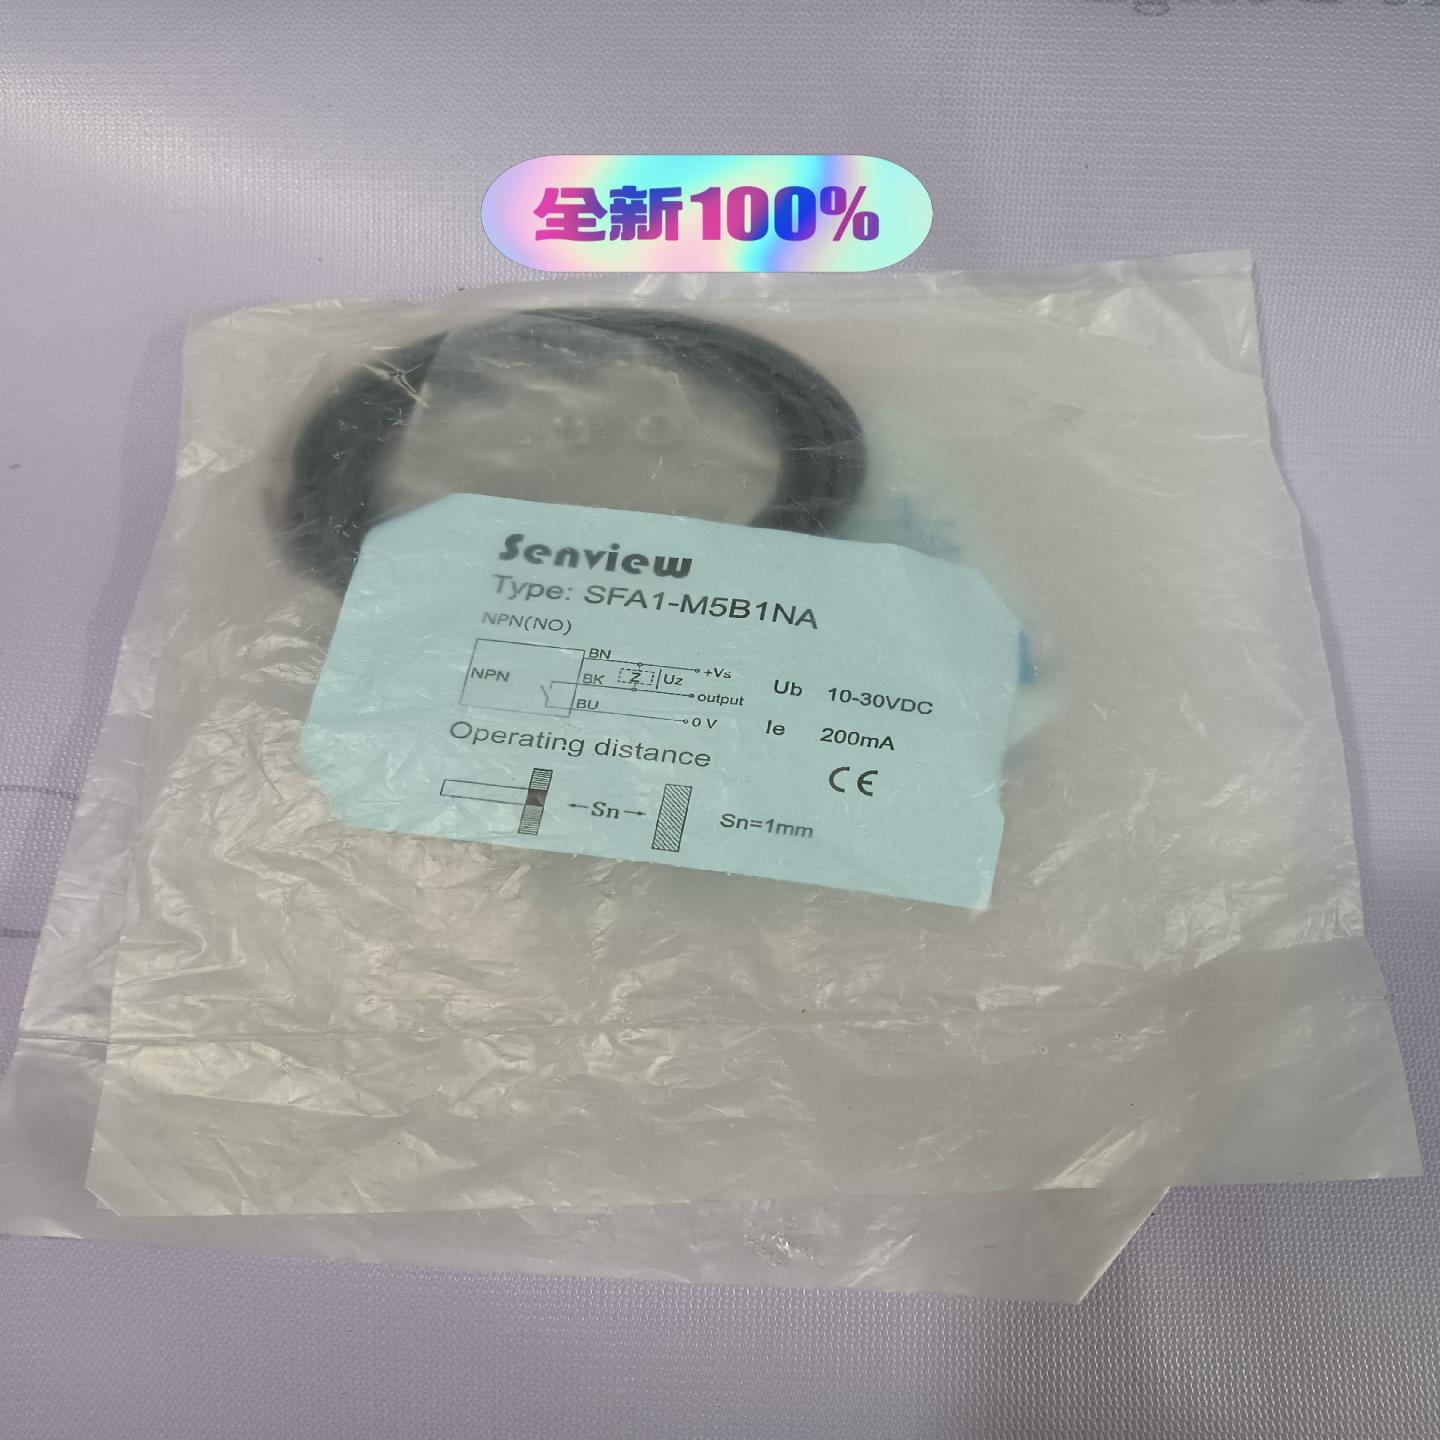 全新100%
Senview
Type: SFA1-M5B1NA
NPN(NO)
NPN
BN
+Vs
Z
Uz
BK
output
BU
0 V
Ub 10-30VDC
Ie 200mA
CE
Operating distance
Sn
Sn=1mm